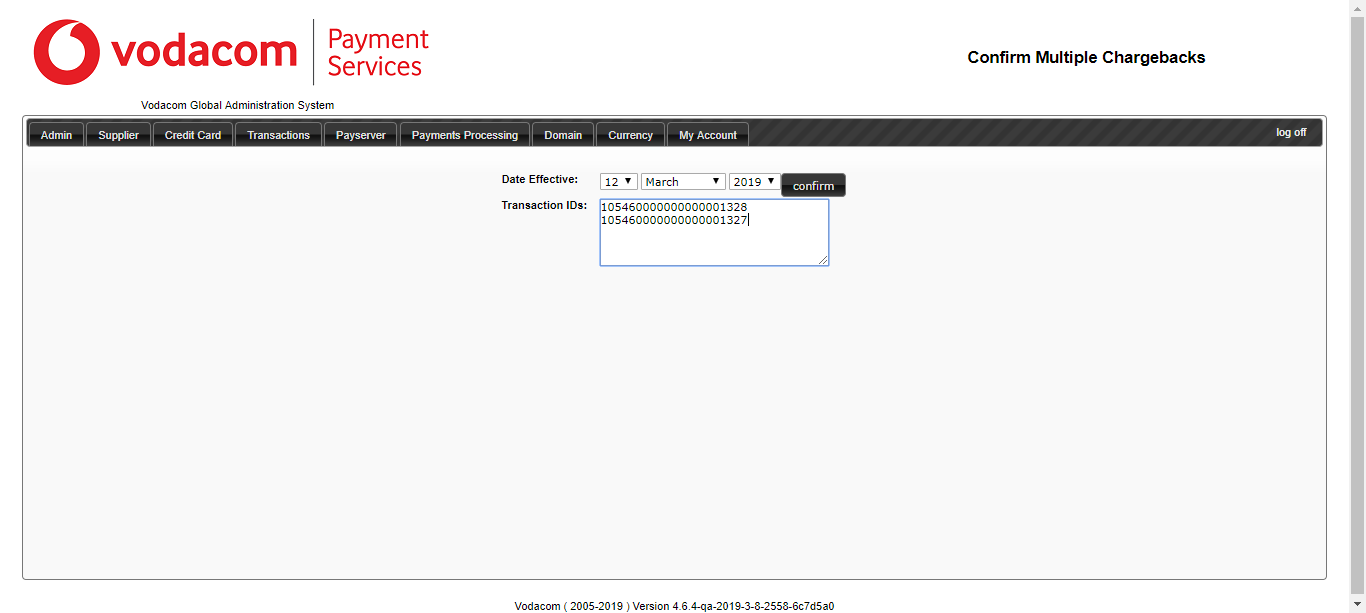 vodacom
Payment
Services
Confirm Multiple Chargebacks
Vodacom Global Administration System
Admin Supplier Credit Card Transactions Payserver Payments Processing Domain Currency My Account log off
Date Effective: 12 March 2019 confirm
Transaction IDs: 105460000000000001328
105460000000000001327
Vodacom ( 2005-2019 ) Version 4.6.4-qa-2019-3-8-2558-6c7d5a0